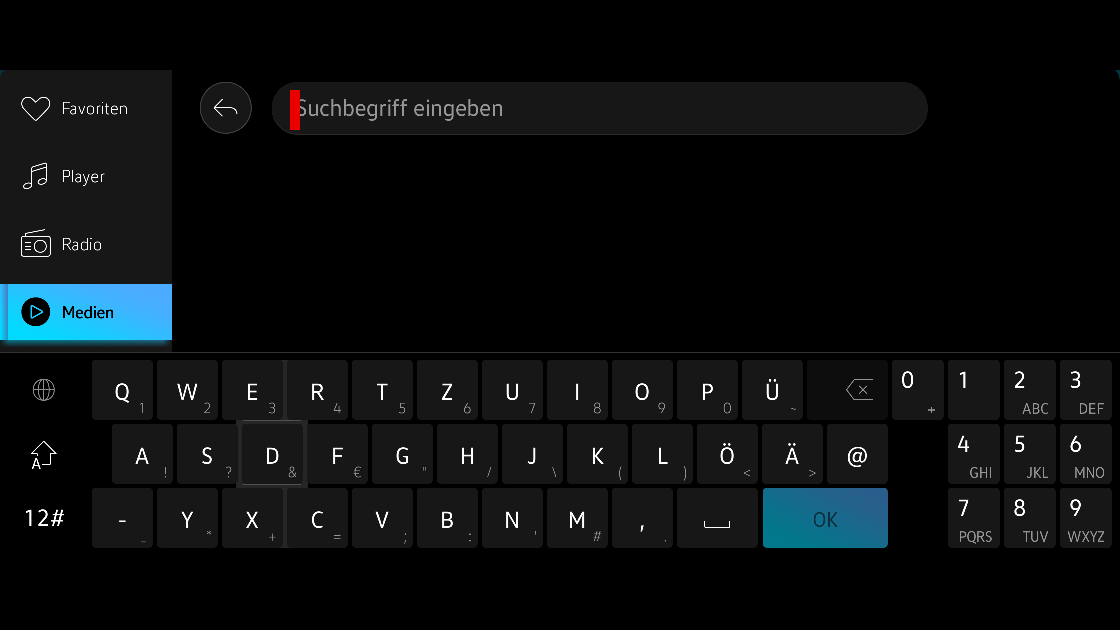 Favoriten
Suchbegriff eingeben
Player
Radio
Medien
Q 1 W 2 E 3 R 4 T 5 Z 6 U 7 I 8 O 9 P 0 Ü ~ 0 + 1 2 ABC 3 DEF
A A ! S ? D & F € G " H / J \ K ( L ) Ö < Ä > @ 4 GHI 5 JKL 6 MNO
12# - _ Y * X + C = V ; B : N ' M # , . OK 7 PQRS 8 TUV 9 WXYZ